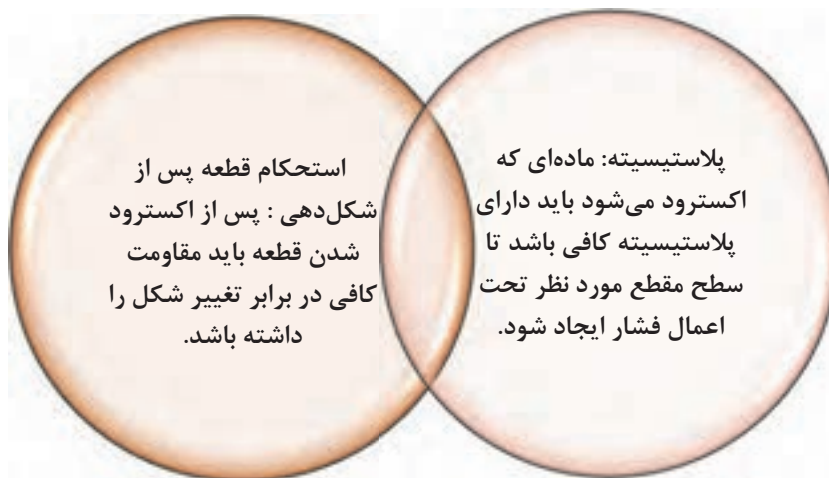 پلاستیسیته: ماده‌ای که
اکسترود می‌شود باید دارای
پلاستیسیته کافی باشد تا
سطح مقطع مورد نظر تحت
اعمال فشار ایجاد شود.
استحکام قطعه پس از
شکل‌دهی : پس از اکسترود
شدن قطعه باید مقاومت
کافی در برابر تغییر شکل را
داشته باشد.